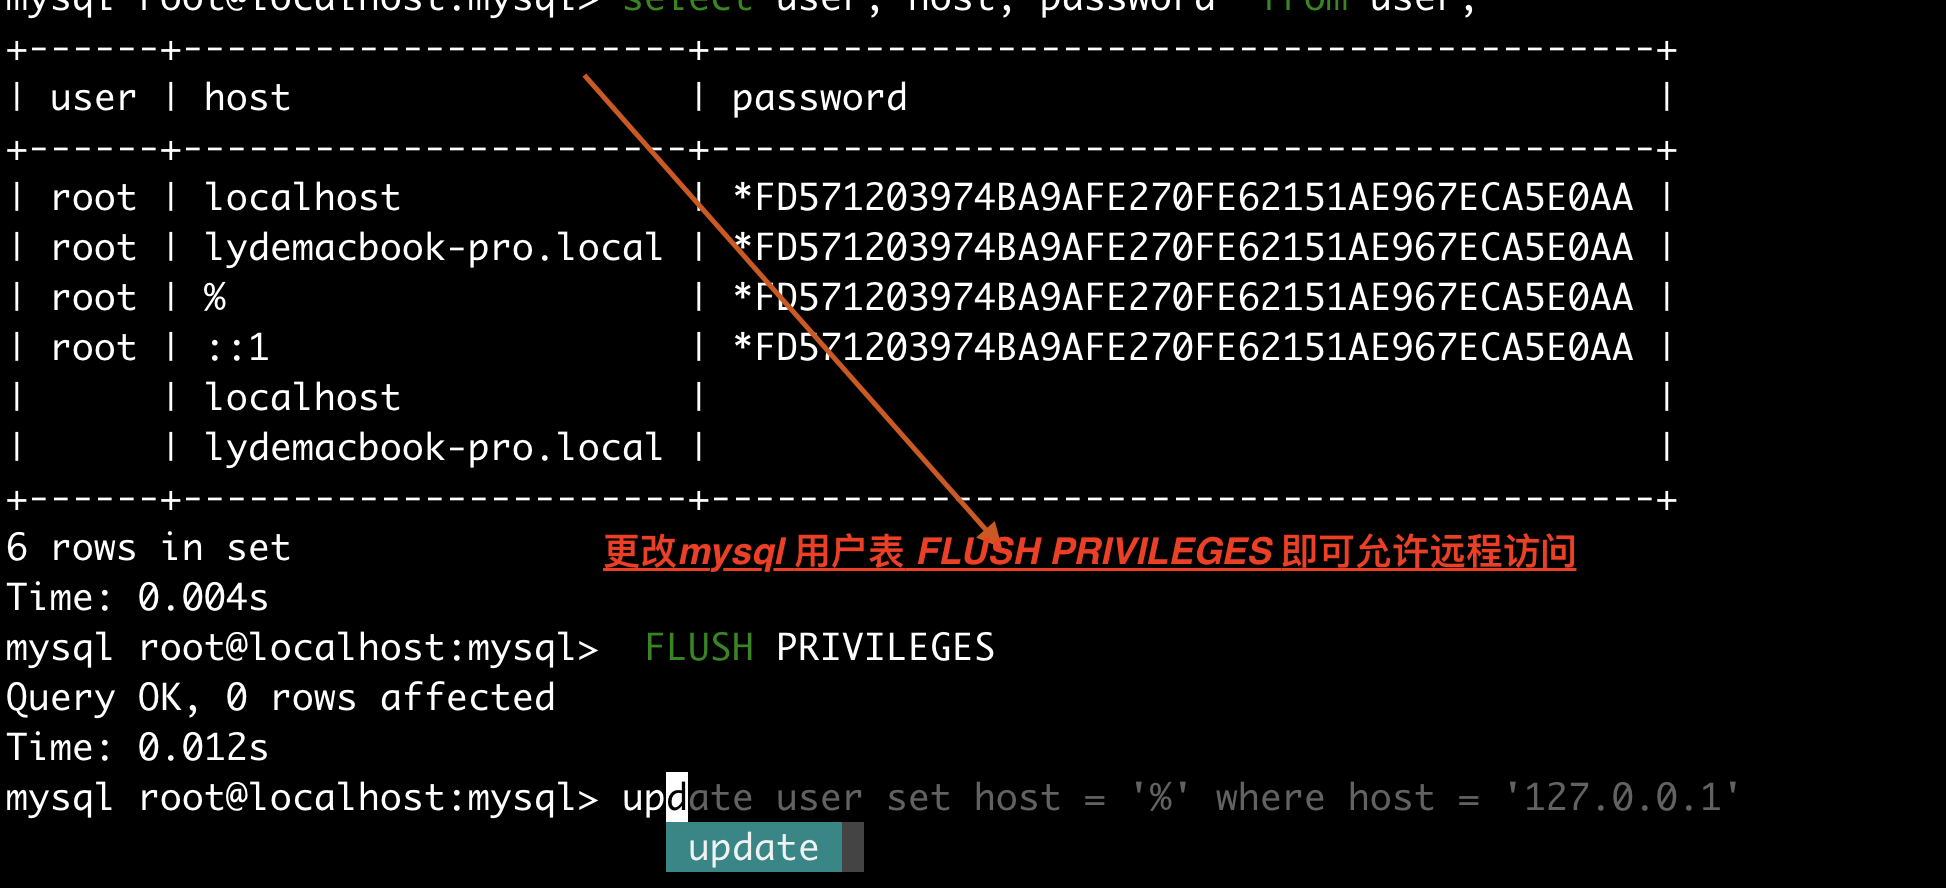 mysql root@localhost:mysql> select user, host, password  from user;
+------+-----------------------+-------------------------------------------+
| user | host                  | password                                  |
+------+-----------------------+-------------------------------------------+
| root | localhost             | *FD571203974BA9AFE270FE62151AE967ECA5E0AA |
| root | lydemacbook-pro.local | *FD571203974BA9AFE270FE62151AE967ECA5E0AA |
| root | %                     | *FD571203974BA9AFE270FE62151AE967ECA5E0AA |
| root | ::1                   | *FD571203974BA9AFE270FE62151AE967ECA5E0AA |
|      | localhost             |                                           |
|      | lydemacbook-pro.local |                                           |
+------+-----------------------+-------------------------------------------+
6 rows in set
更改mysql 用户表 FLUSH PRIVILEGES 即可允许远程访问
Time: 0.004s
mysql root@localhost:mysql>  FLUSH PRIVILEGES
Query OK, 0 rows affected
Time: 0.012s
mysql root@localhost:mysql> update user set host = '%' where host = '127.0.0.1'
update